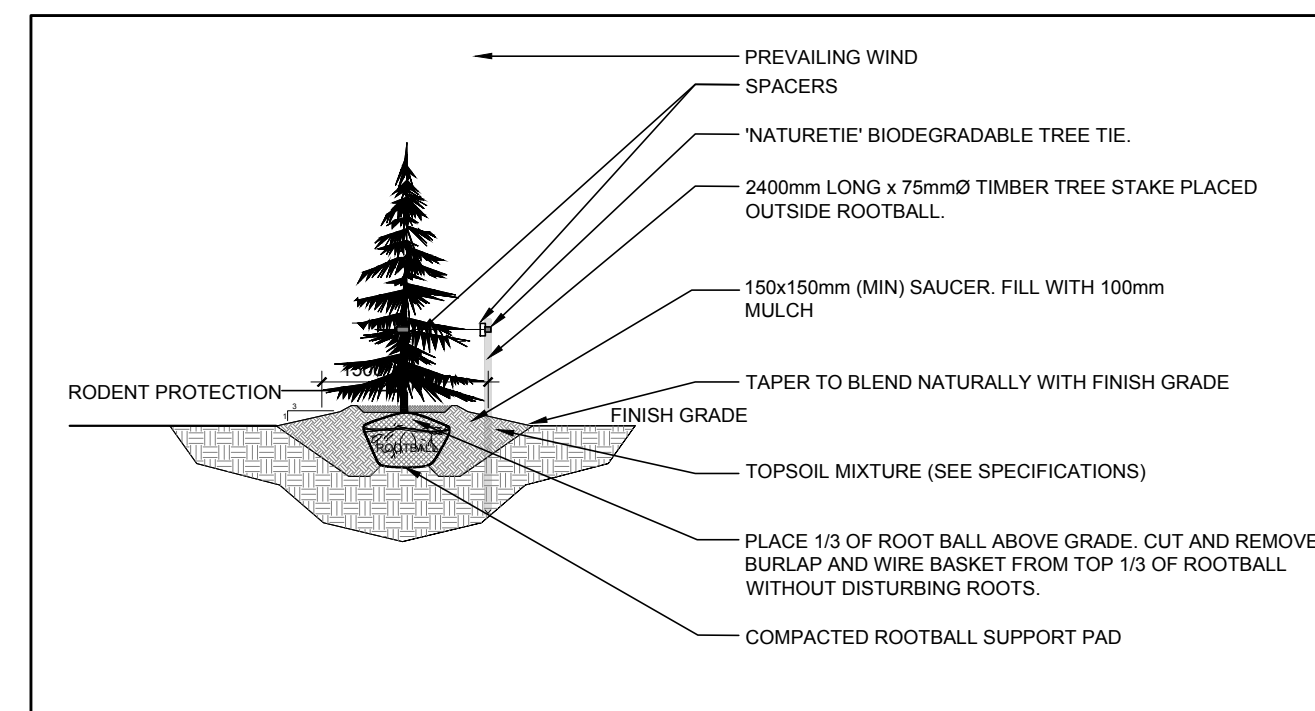 PREVAILING WIND
SPACERS
'NATURETIE' BIODEGRADABLE TREE TIE.
2400mm LONG x 75mmØ TIMBER TREE STAKE PLACED
OUTSIDE ROOTBALL.
150x150mm (MIN) SAUCER. FILL WITH 100mm
MULCH
RODENT PROTECTION
TAPER TO BLEND NATURALLY WITH FINISH GRADE
3
1
FINISH GRADE
ROOTBALL
TOPSOIL MIXTURE (SEE SPECIFICATIONS)
PLACE 1/3 OF ROOT BALL ABOVE GRADE. CUT AND REMOVE
BURLAP AND WIRE BASKET FROM TOP 1/3 OF ROOTBALL
WITHOUT DISTURBING ROOTS.
COMPACTED ROOTBALL SUPPORT PAD